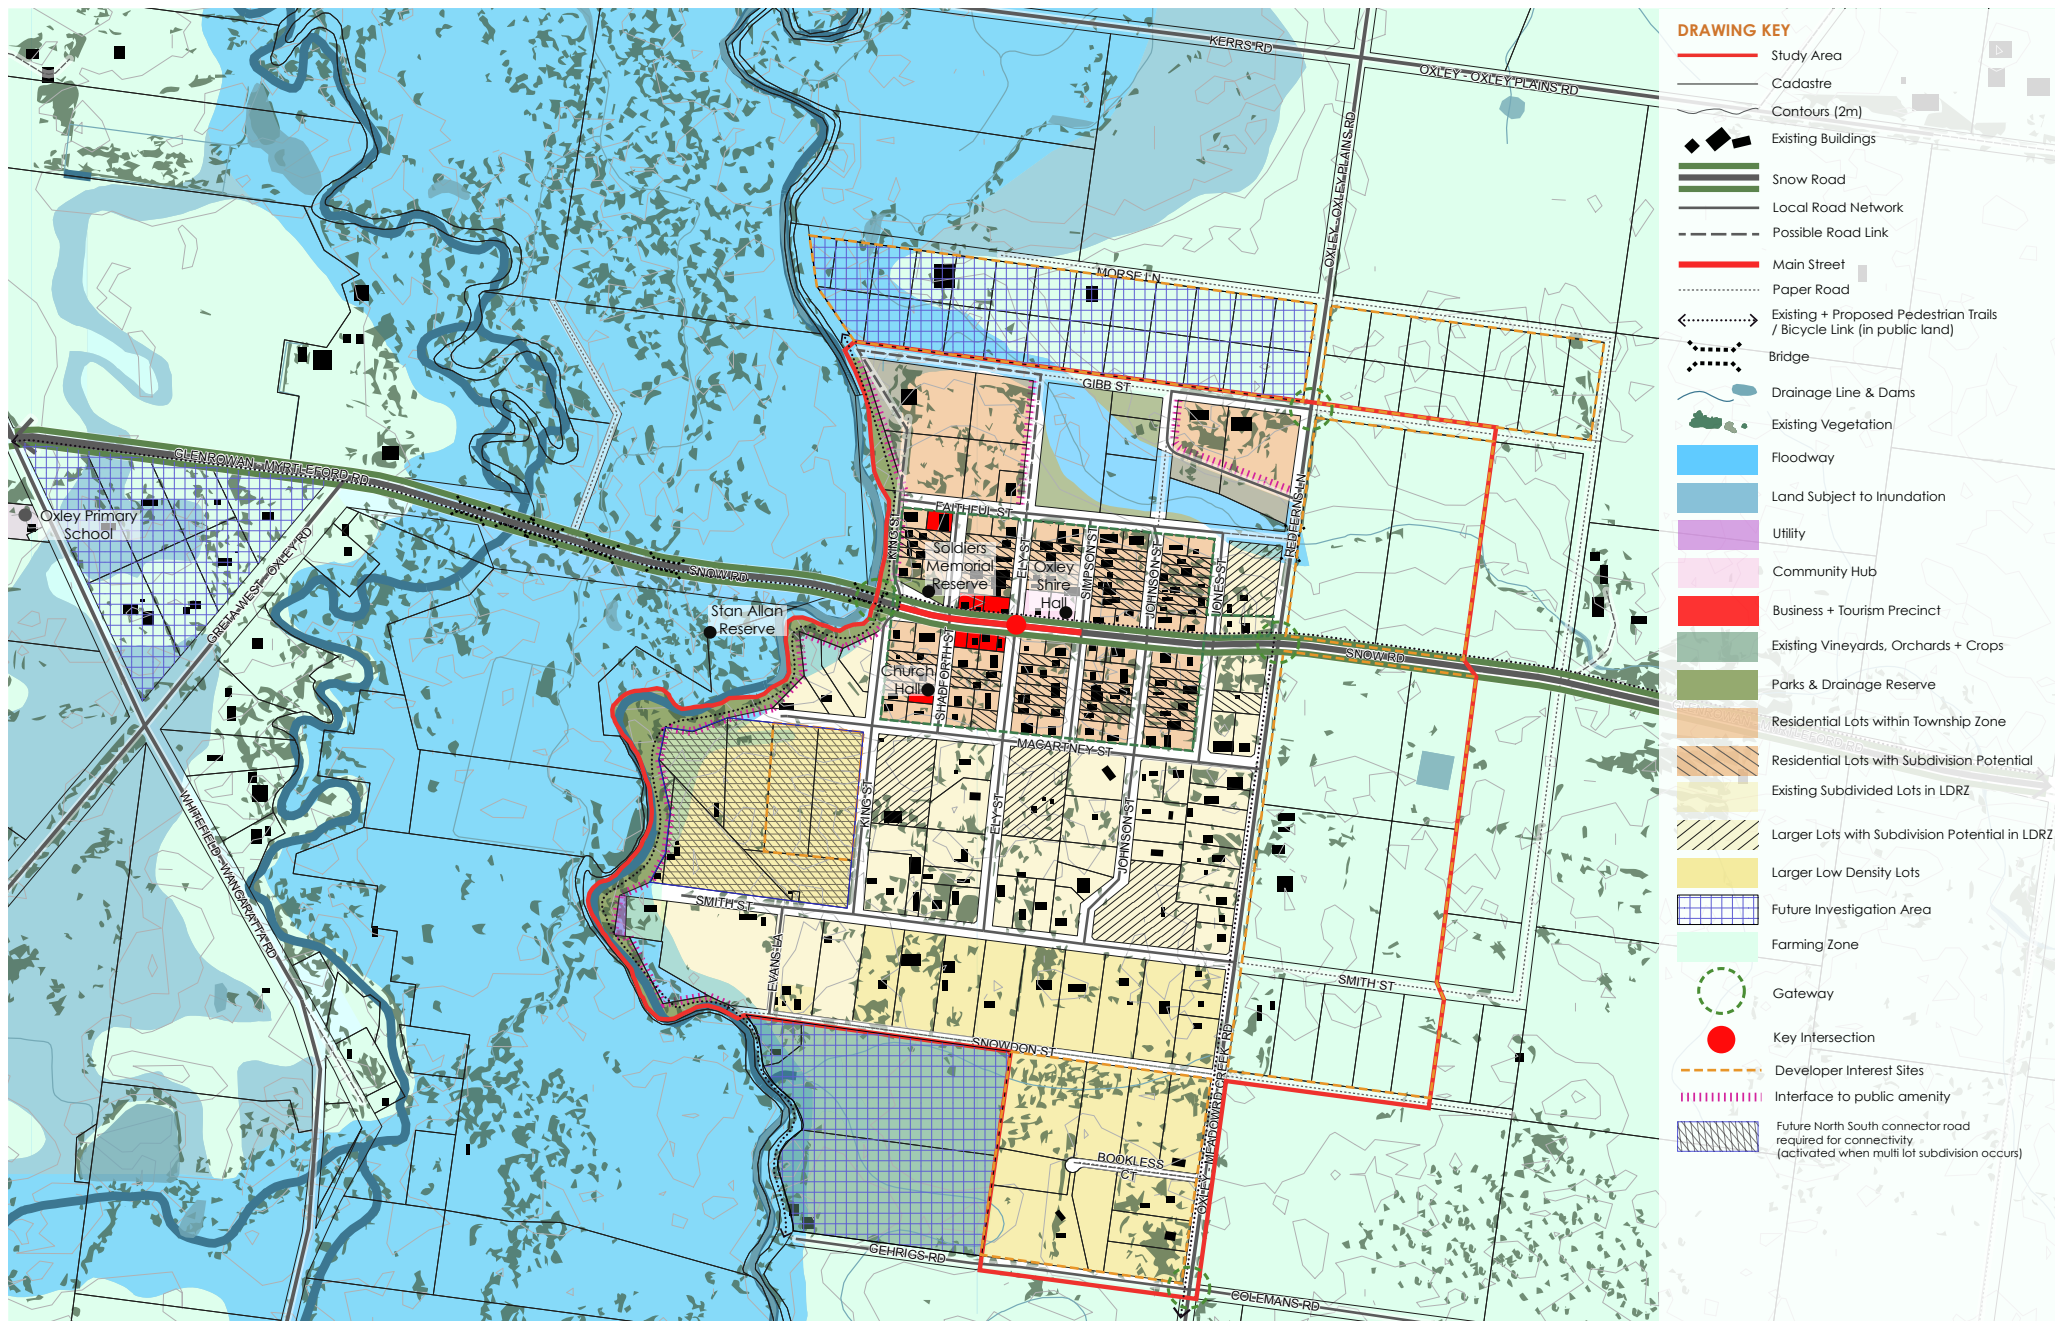 KERRS RD
OXLEY - OXLEY PLAINS RD
OXLEY - OXLEY PLAINS RD
MORSE LN
GIBB ST
GLENROWAN - MYRTLEFORD RD
Oxley Primary
School
GRETA WEST - OXLEY RD
SNOW RD
KING ST
FAITHFUL ST
Soldiers
Memorial
Reserve
ELY ST
Oxley
Shire
Hall
SIMPSON ST
JOHNSON ST
JONES ST
REDFERNS LN
Stan Allan
Reserve
SNOW RD
Church
Hall
SHADFORTH ST
MACARTNEY ST
KING ST
ELY ST
JOHNSON ST
WHITEFIELD - WANGARATTA RD
SMITH ST
EVANS LA
SMITH ST
SNOWDON ST
OXLEY - MEADOWRD CREEK RD
BOOKLESS
CT
GEHRIGS RD
COLEMANS RD
DRAWING KEY
Study Area
Cadastre
Contours (2m)
Existing Buildings
Snow Road
Local Road Network
Possible Road Link
Main Street
Paper Road
Existing + Proposed Pedestrian Trails
/ Bicycle Link (in public land)
Bridge
Drainage Line & Dams
Existing Vegetation
Floodway
Land Subject to Inundation
Utility
Community Hub
Business + Tourism Precinct
Existing Vineyards, Orchards + Crops
Parks & Drainage Reserve
Residential Lots within Township Zone
Residential Lots with Subdivision Potential
Existing Subdivided Lots in LDRZ
Larger Lots with Subdivision Potential in LDRZ
Larger Low Density Lots
Future Investigation Area
Farming Zone
Gateway
Key Intersection
Developer Interest Sites
Interface to public amenity
Future North South connector road
required for connectivity
(activated when multi lot subdivision occurs)